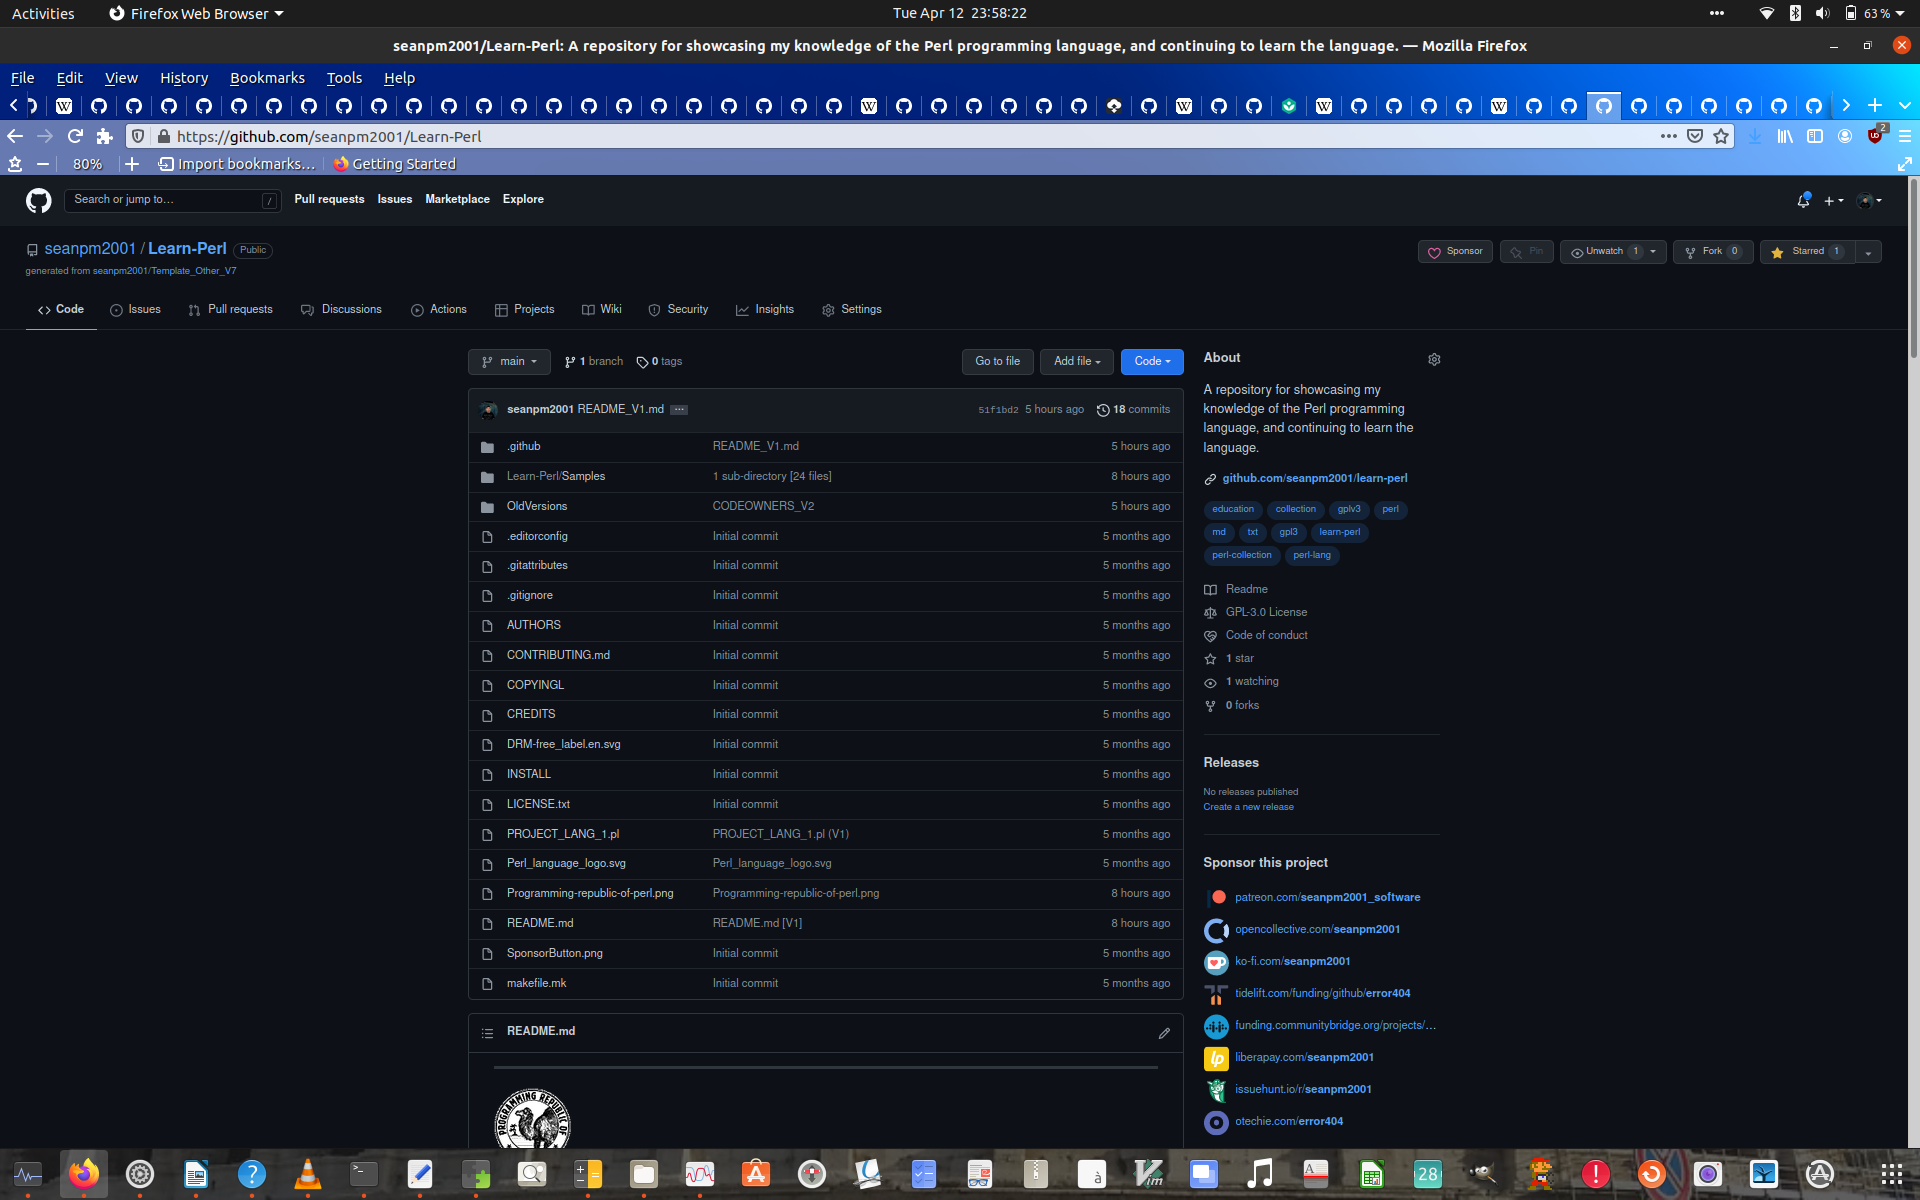 Activities
Firefox Web Browser
Tue Apr 12 23:58:22
63 %
seanpm2001/Learn-Perl: A repository for showcasing my knowledge of the Perl programming language, and continuing to learn the language. — Mozilla Firefox
File Edit View History Bookmarks Tools Help
https://github.com/seanpm2001/Learn-Perl
2
80%
Import bookmarks...
Getting Started
Search or jump to...
/
Pull requests Issues Marketplace Explore
seanpm2001 / Learn-Perl
Public
generated from seanpm2001/Template_Other_V7
Sponsor
Pin
Unwatch 1
Fork 0
Starred 1
Code Issues Pull requests Discussions Actions Projects Wiki Security Insights Settings
main
1 branch
0 tags
Go to file
Add file
Code
seanpm2001 README_V1.md ...
51f1bd2 5 hours ago
18 commits
.github README_V1.md 5 hours ago
Learn-Perl/Samples 1 sub-directory [24 files] 8 hours ago
OldVersions CODEOWNERS_V2 5 hours ago
.editorconfig Initial commit 5 months ago
.gitattributes Initial commit 5 months ago
.gitignore Initial commit 5 months ago
AUTHORS Initial commit 5 months ago
CONTRIBUTING.md Initial commit 5 months ago
COPYINGL Initial commit 5 months ago
CREDITS Initial commit 5 months ago
DRM-free_label.en.svg Initial commit 5 months ago
INSTALL Initial commit 5 months ago
LICENSE.txt Initial commit 5 months ago
PROJECT_LANG_1.pl PROJECT_LANG_1.pl (V1) 5 months ago
Perl_language_logo.svg Perl_language_logo.svg 5 months ago
Programming-republic-of-perl.png Programming-republic-of-perl.png 8 hours ago
README.md README.md [V1] 8 hours ago
SponsorButton.png Initial commit 5 months ago
makefile.mk Initial commit 5 months ago
README.md
PROGRAMMING REPUBLIC OF
About
A repository for showcasing my
knowledge of the Perl programming
language, and continuing to learn the
language.
github.com/seanpm2001/learn-perl
education collection gplv3 perl
md txt gpl3 learn-perl
perl-collection perl-lang
Readme
GPL-3.0 License
Code of conduct
1 star
1 watching
0 forks
Releases
No releases published
Create a new release
Sponsor this project
patreon.com/seanpm2001_software
opencollective.com/seanpm2001
ko-fi.com/seanpm2001
tidelift.com/funding/github/error404
funding.communitybridge.org/projects/...
liberapay.com/seanpm2001
issuehunt.io/r/seanpm2001
otechie.com/error404
28